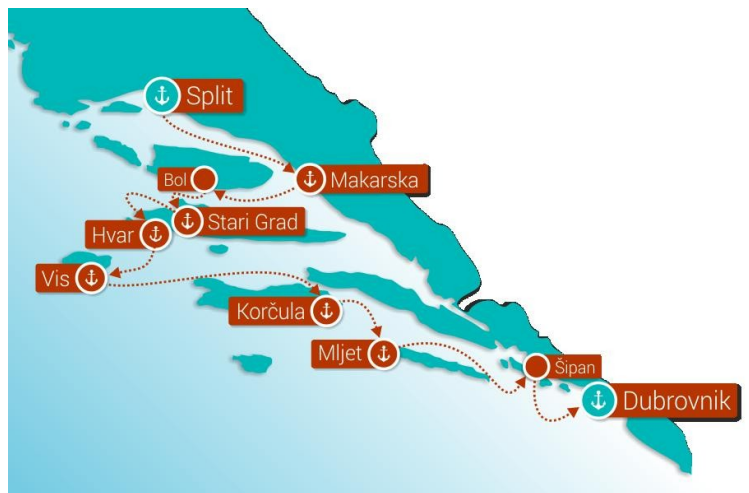 Split
Makarska
Bol
Stari Grad
Hvar
Vis
Korčula
Mljet
Šipan
Dubrovnik